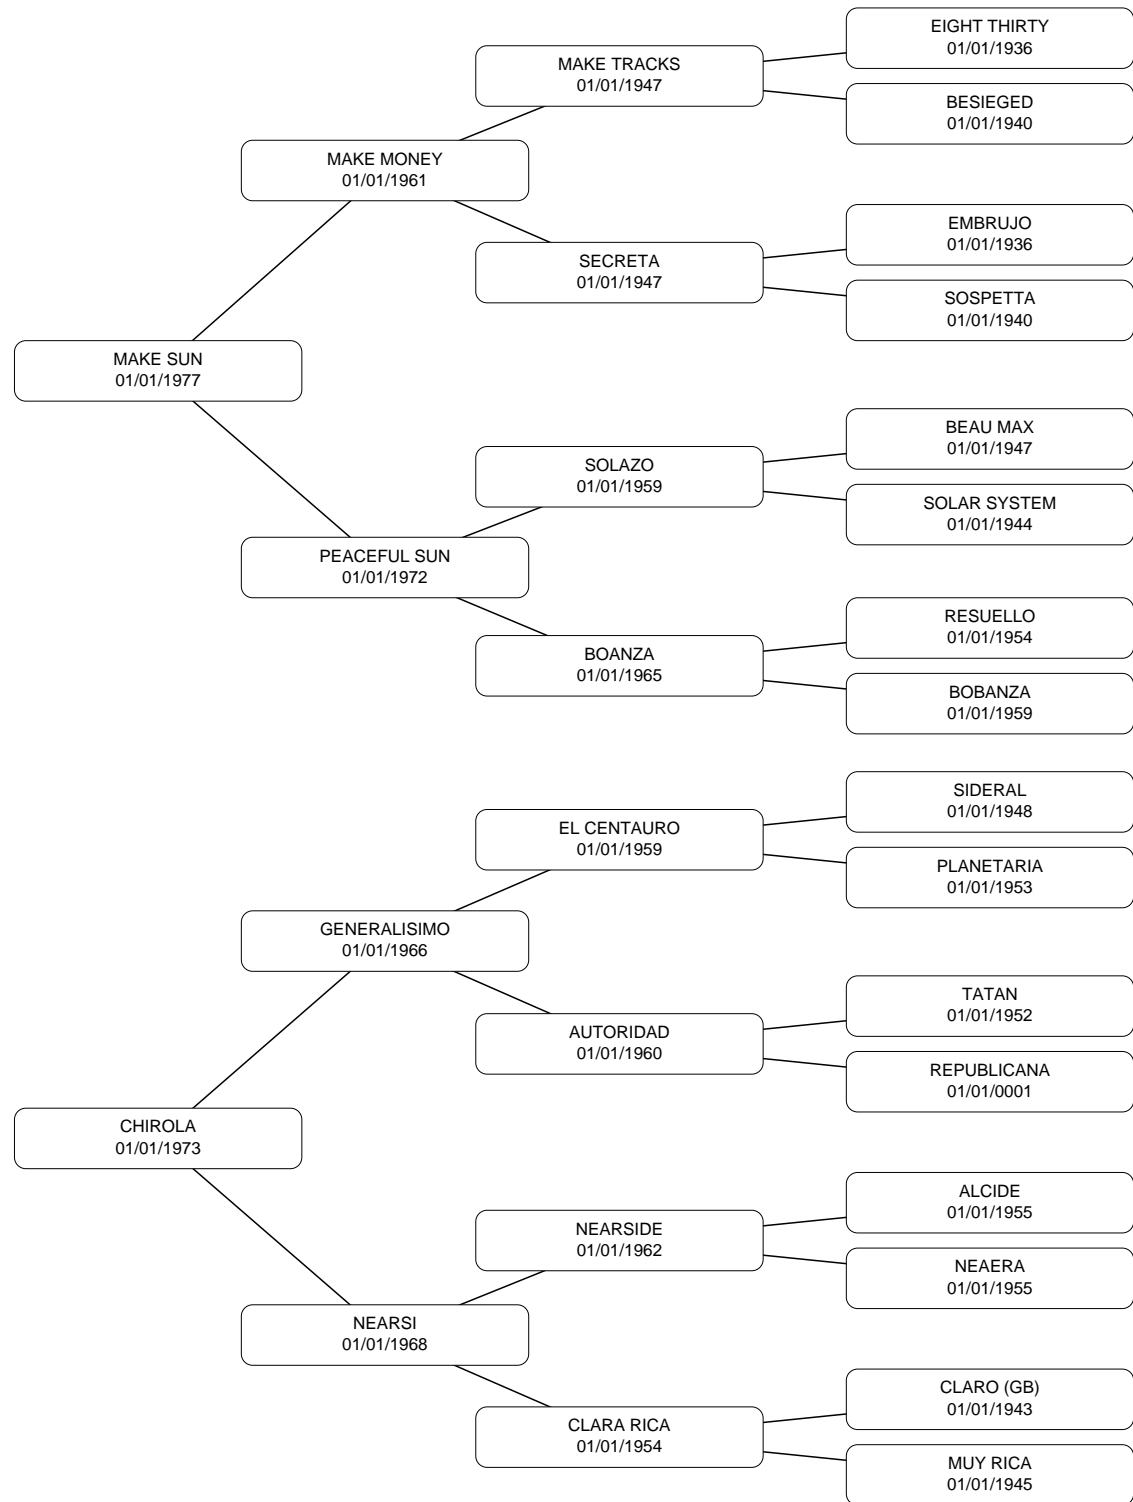 EIGHT THIRTY
01/01/1936
MAKE TRACKS
01/01/1947
BESIEGED
01/01/1940
MAKE MONEY
01/01/1961
EMBRUJO
01/01/1936
SECRETA
01/01/1947
SOSPETTA
01/01/1940
MAKE SUN
01/01/1977
BEAU MAX
01/01/1947
SOLAZO
01/01/1959
SOLAR SYSTEM
01/01/1944
PEACEFUL SUN
01/01/1972
RESUELLO
01/01/1954
BOANZA
01/01/1965
BOBANZA
01/01/1959
SIDERAL
01/01/1948
EL CENTAURO
01/01/1959
PLANETARIA
01/01/1953
GENERALISIMO
01/01/1966
TATAN
01/01/1952
AUTORIDAD
01/01/1960
REPUBLICANA
01/01/0001
CHIROLA
01/01/1973
ALCIDE
01/01/1955
NEARSIDE
01/01/1962
NEAERA
01/01/1955
NEARSI
01/01/1968
CLARO (GB)
01/01/1943
CLARA RICA
01/01/1954
MUY RICA
01/01/1945